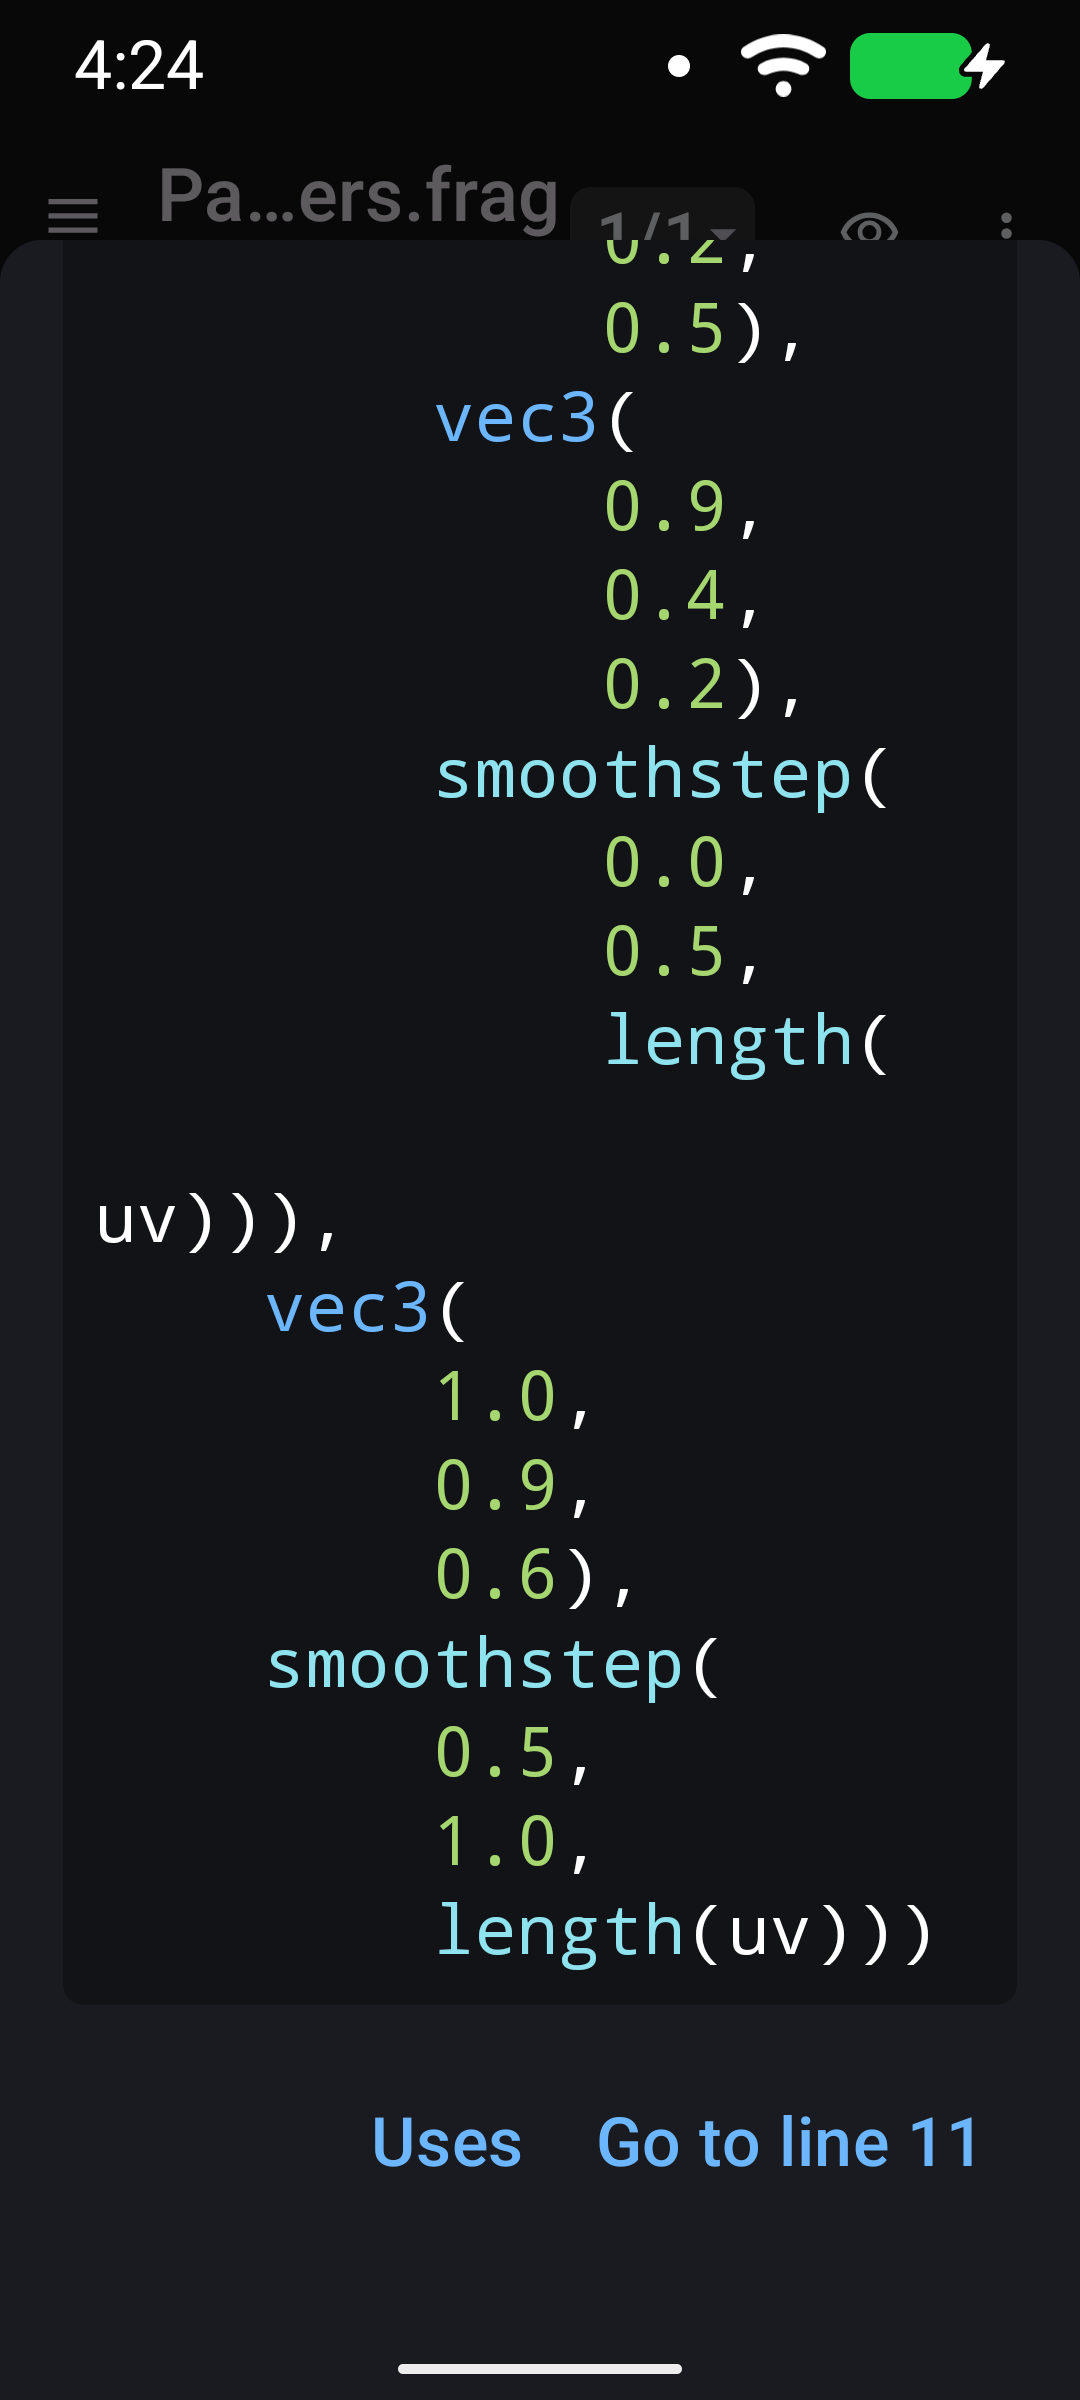 4:24
Pa...ers.frag
1/1
0.2,
0.5),
vec3(
0.9,
0.4,
0.2),
smoothstep(
0.0,
0.5,
length(
uv))),
vec3(
1.0,
0.9,
0.6),
smoothstep(
0.5,
1.0,
length(uv)))
Uses
Go to line 11